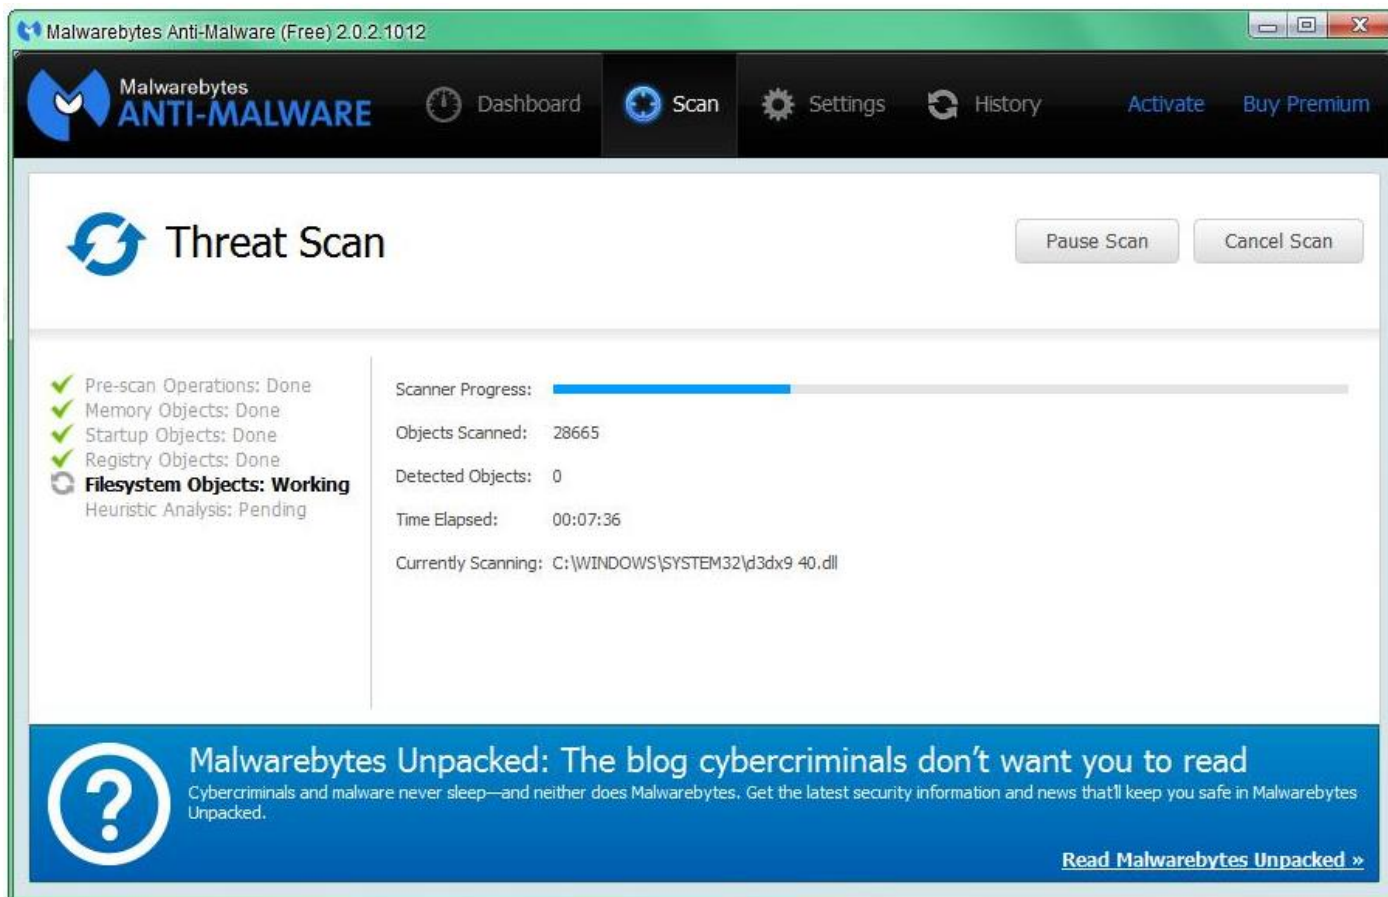 Malwarebytes Anti-Malware (Free) 2.0.2.1012
Malwarebytes
ANTI-MALWARE
Dashboard
Scan
Settings
History
Activate
Buy Premium
Threat Scan
Pause Scan
Cancel Scan
Pre-scan Operations: Done
Memory Objects: Done
Startup Objects: Done
Registry Objects: Done
Filesystem Objects: Working
Heuristic Analysis: Pending
Scanner Progress:
Objects Scanned: 28665
Detected Objects: 0
Time Elapsed: 00:07:36
Currently Scanning: C:\WINDOWS\SYSTEM32\d3dx9 40.dll
Malwarebytes Unpacked: The blog cybercriminals don't want you to read
Cybercriminals and malware never sleep—and neither does Malwarebytes. Get the latest security information and news that'll keep you safe in Malwarebytes
Unpacked.
Read Malwarebytes Unpacked »